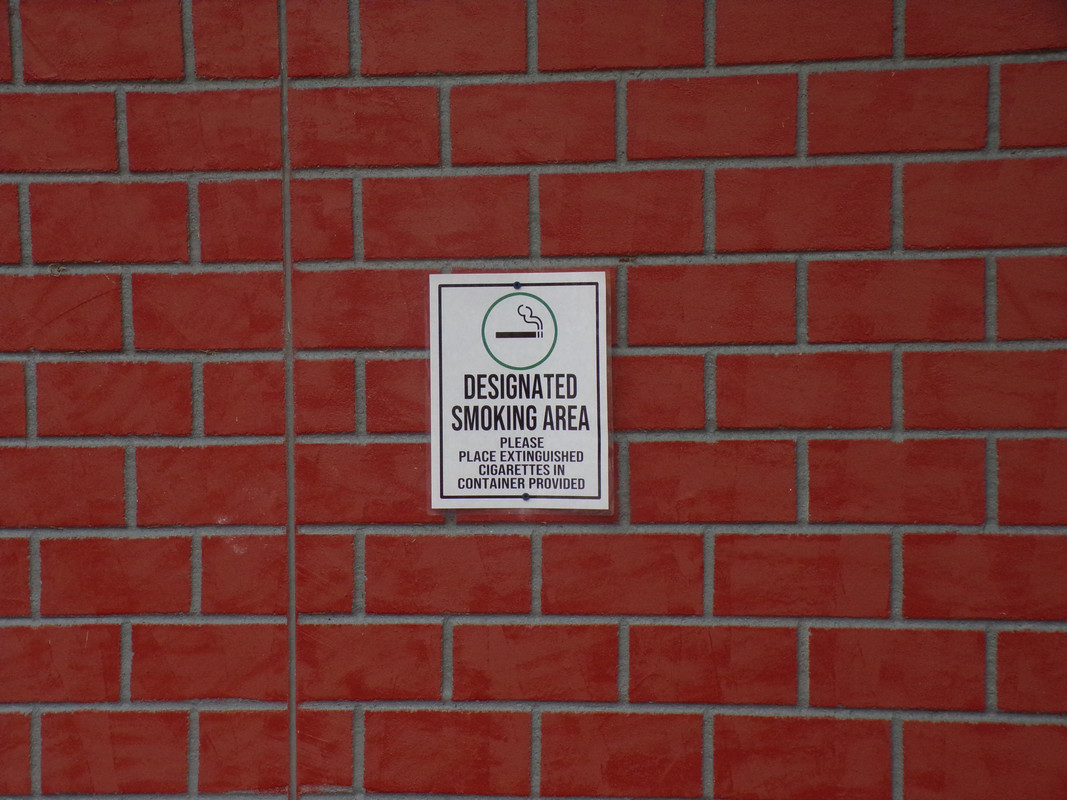 DESIGNATED
SMOKING AREA
PLEASE
PLACE EXTINGUISHED
CIGARETTES IN
CONTAINER PROVIDED